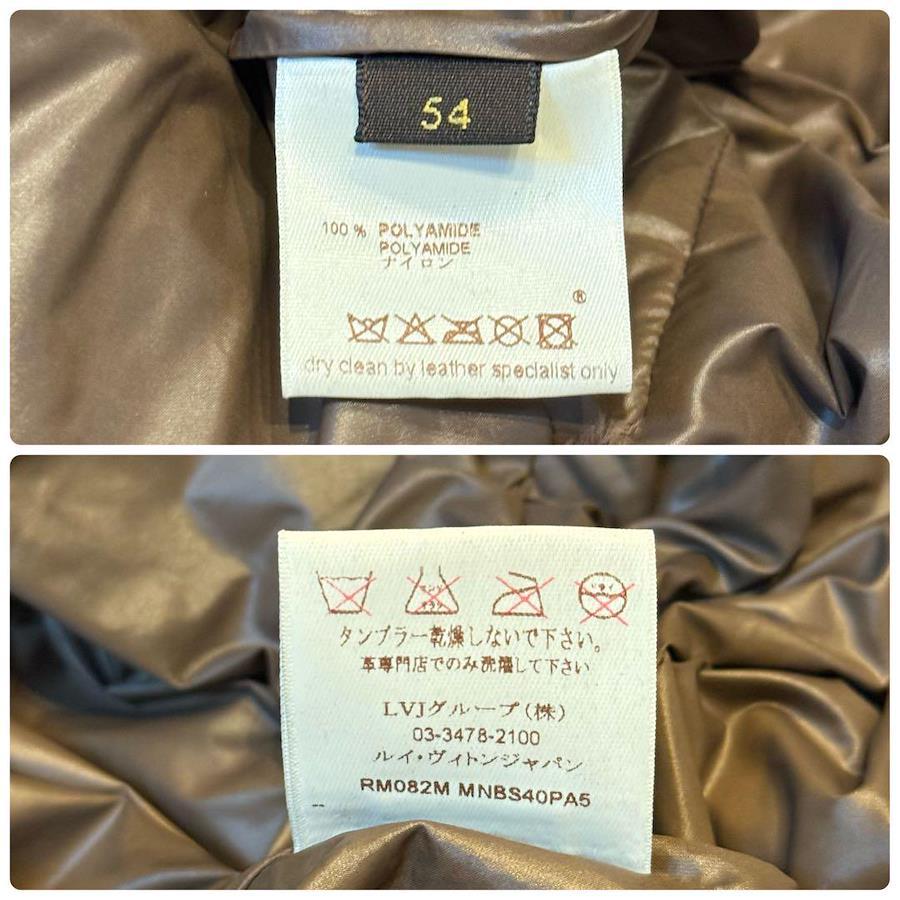 54
100 % POLYAMIDE
POLYAMIDE
ナイロン
®
dry clean by leather specialist only
タンブラー乾燥しないで下さい。
革専門店でのみ洗濯して下さい
LVJグループ(株)
03-3478-2100
ルイ・ヴィトンジャパン
RM082M MNBS40PA5